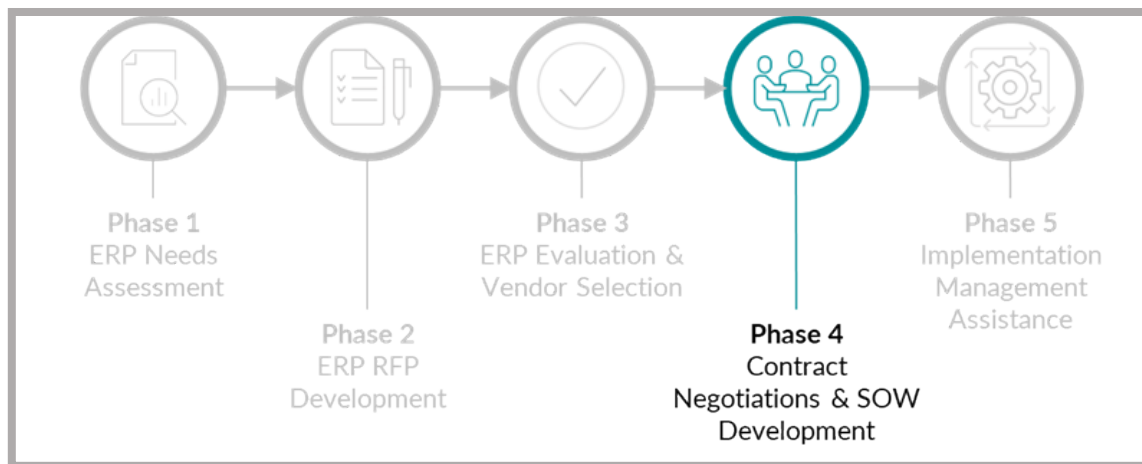 Phase 1
ERP Needs
Assessment
Phase 2
ERP RFP
Development
Phase 3
ERP Evaluation &
Vendor Selection
Phase 4
Contract
Negotiations & SOW
Development
Phase 5
Implementation
Management
Assistance